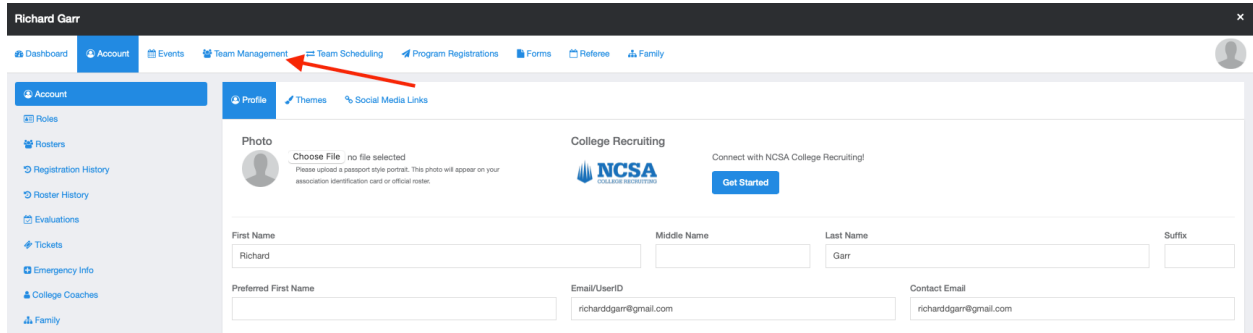 Richard Garr ×
Dashboard Account Events Team Management Team Scheduling Program Registrations Forms Referee Family
Account
Roles
Rosters
Registration History
Roster History
Evaluations
Tickets
Emergency Info
College Coaches
Family
Profile Themes Social Media Links
Photo
Choose File no file selected
Please upload a passport style portrait. This photo will appear on your
association identification card or official roster.
College Recruiting
NCSA
COLLEGE RECRUITING
Connect with NCSA College Recruiting!
Get Started
First Name Middle Name Last Name Suffix
Richard Garr
Preferred First Name Email/UserID Contact Email
richarddgarr@gmail.com richarddgarr@gmail.com